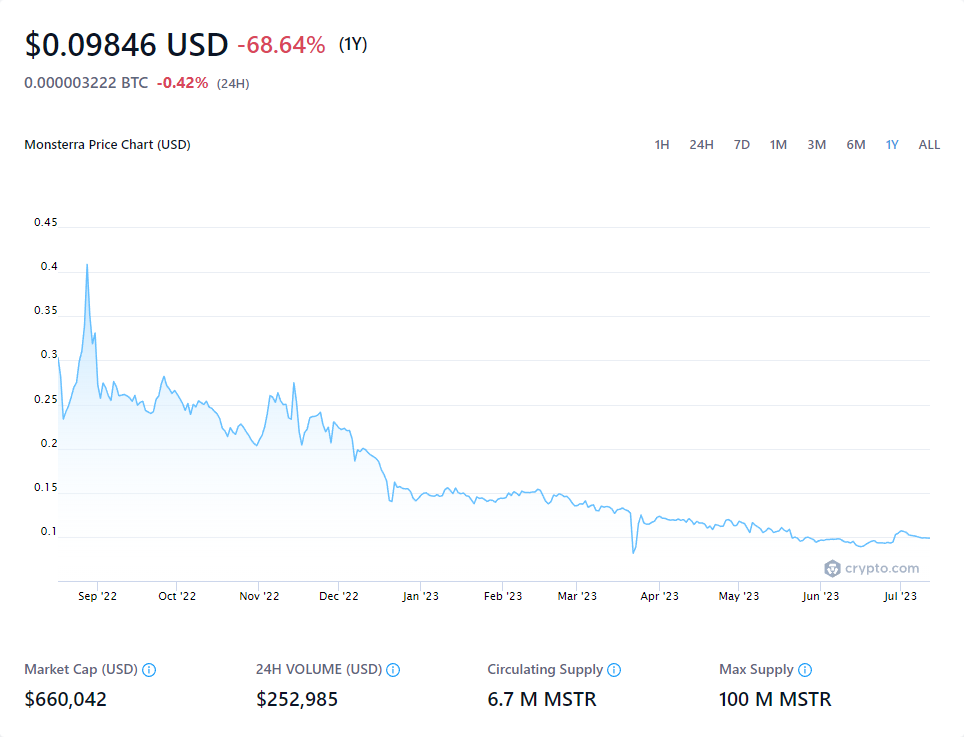 $0.09846 USD -68.64% (1Y)
0.000003222 BTC -0.42% (24H)
Monsterra Price Chart (USD) 1H 24H 7D 1M 3M 6M 1Y ALL
0.45
0.4
0.35
0.3
0.25
0.2
0.15
0.1
crypto.com
Sep '22 Oct '22 Nov '22 Dec '22 Jan '23 Feb '23 Mar '23 Apr '23 May '23 Jun '23 Jul '23
Market Cap (USD) 24H VOLUME (USD) Circulating Supply Max Supply
$660,042 $252,985 6.7 M MSTR 100 M MSTR